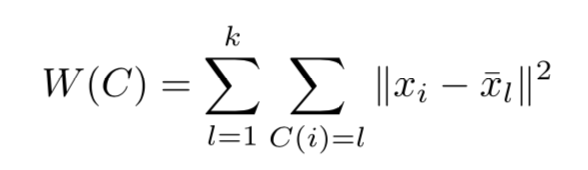 W(C) = \sum_{l=1}^{k} \sum_{C(i)=l} \|x_i - \bar{x}_l\|^2